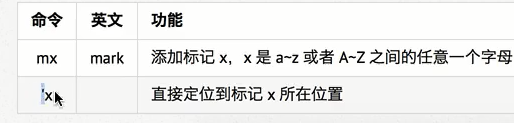 命令 英文 功能
mx mark 添加标记 x，x 是 a~z 或者 A~Z 之间的任意一个字母
'x 直接定位到标记 x 所在位置